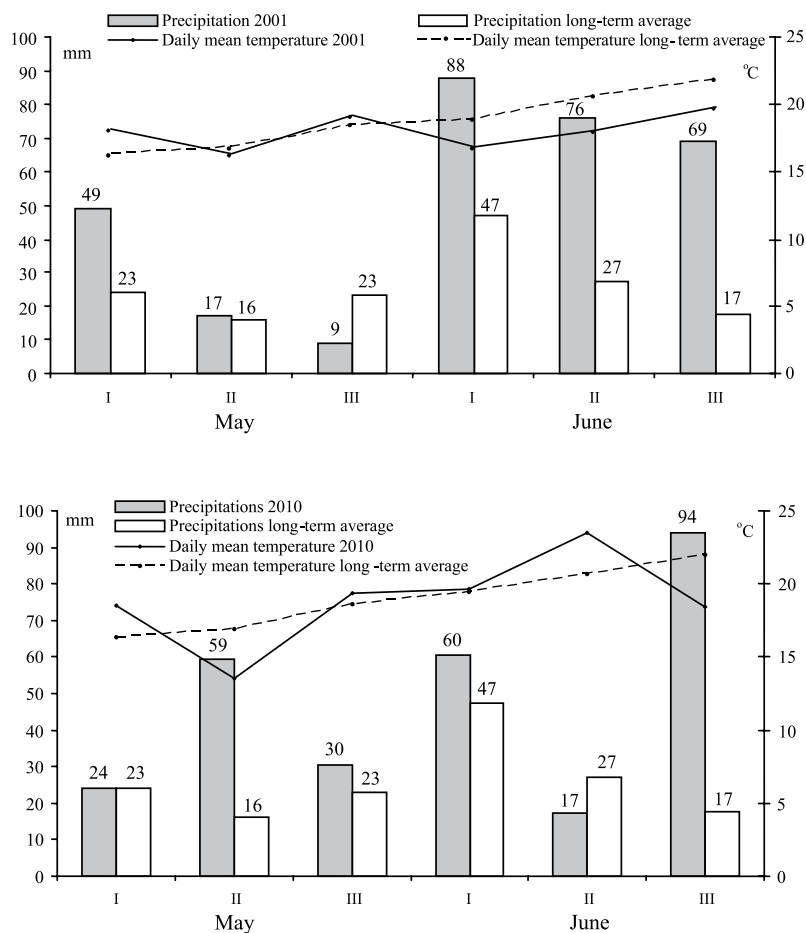 Precipitation 2001 Precipitation long-term average
Daily mean temperature 2001 Daily mean temperature long-term average
100 mm 25
90 °C
88
80 76 20
70 69
60 15
50 49 47
40 10
30 27
23 23
20 17 16 17 5
10 9
0 0
I II III I II III
May June
100 mm Precipitations 2010 25
Precipitations long-term average °C
94
90 Daily mean temperature 2010
Daily mean temperature long -term average
80 20
70
60 59 60 15
50 47
40 10
30 30 27
24 23 23
20 16 17 17 5
10
0 0
I II III I II III
May June